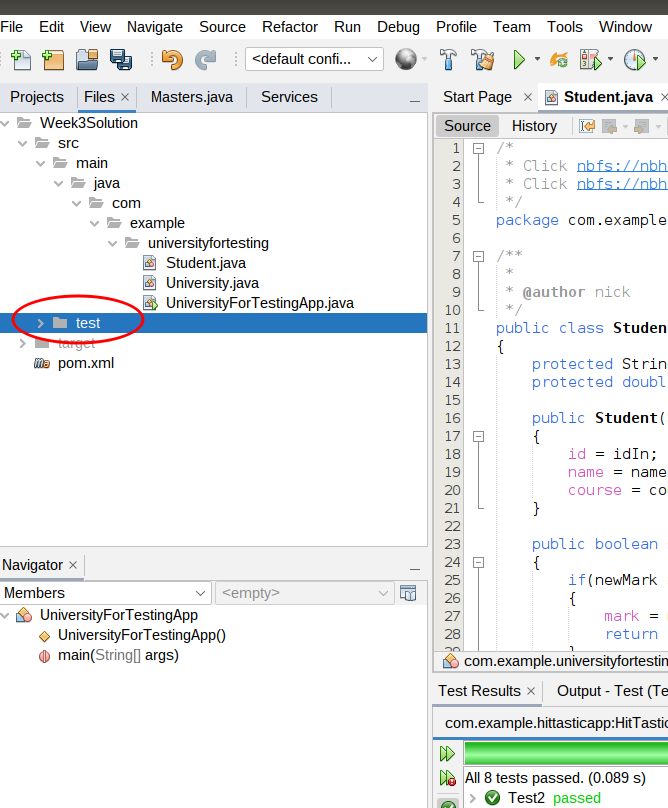 File Edit View Navigate Source Refactor Run Debug Profile Team Tools Window
<default confi...
Projects Files × Masters.java Services
Week3Solution
src
main
java
com
example
universityfortesting
Student.java
University.java
UniversityForTestingApp.java
test
target
pom.xml
Navigator ×
Members <empty>
UniversityForTestingApp
UniversityForTestingApp()
main(String[] args)
Start Page × Student.java ×
Source History
1 /*
2 * Click nbfs://nbh
3 * Click nbfs://nbh
4 */
5 package com.example
6
7 /**
8 *
9 * @author nick
10 */
11 public class Studen
12 {
13 protected Strin
14 protected doubl
15
16 public Student(
17 {
18 id = idIn;
19 name = name
20 course = co
21 }
22
23 public boolean
24 {
25 if(newMark
26 {
27 mark =
28 return
29 }
com.example.universityfortestin
Test Results × Output - Test (Te
com.example.hittasticapp:HitTastic
All 8 tests passed. (0.089 s)
Test2 passed